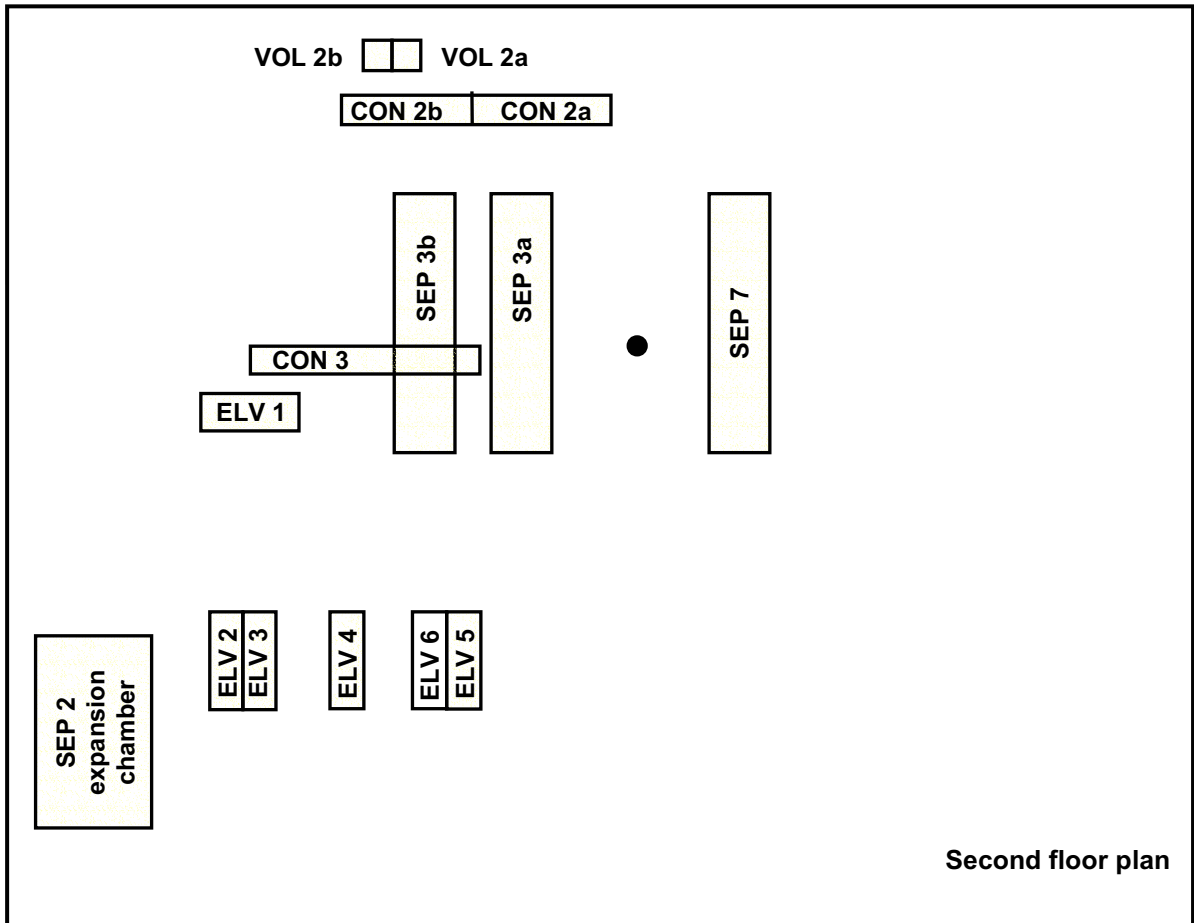 VOL 2b
VOL 2a
CON 2b
CON 2a
SEP 3b
SEP 3a
SEP 7
CON 3
ELV 1
ELV 2
ELV 3
ELV 4
ELV 6
ELV 5
SEP 2
expansion
chamber
Second floor plan